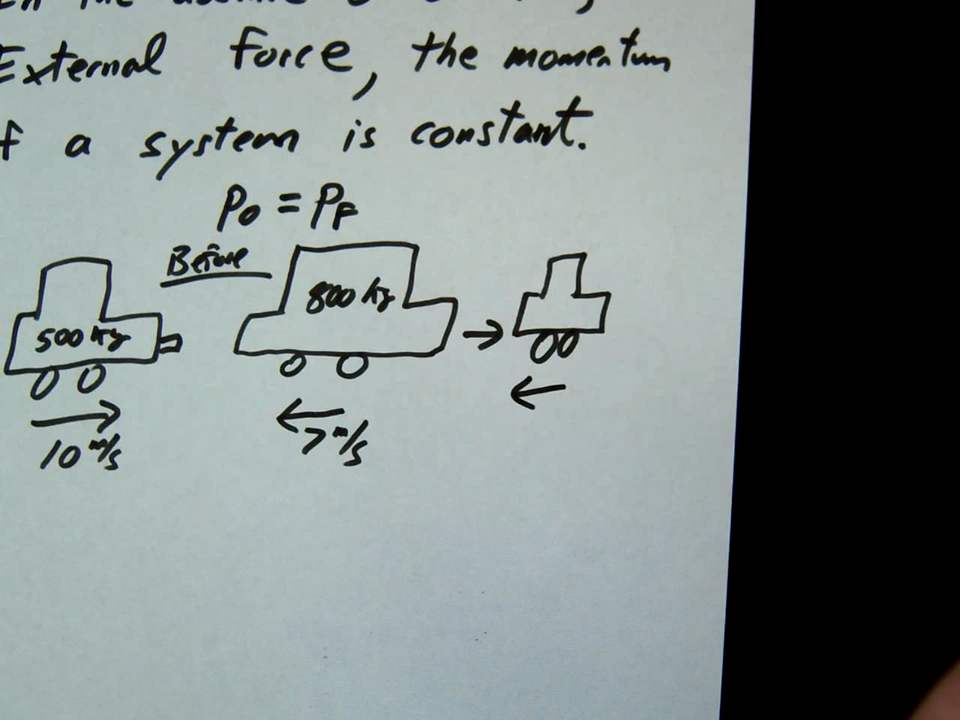 External Force, the momentum
f a system is constant.
Po = PF
Before
500 kg
800 kg
10 m/s
7 m/s